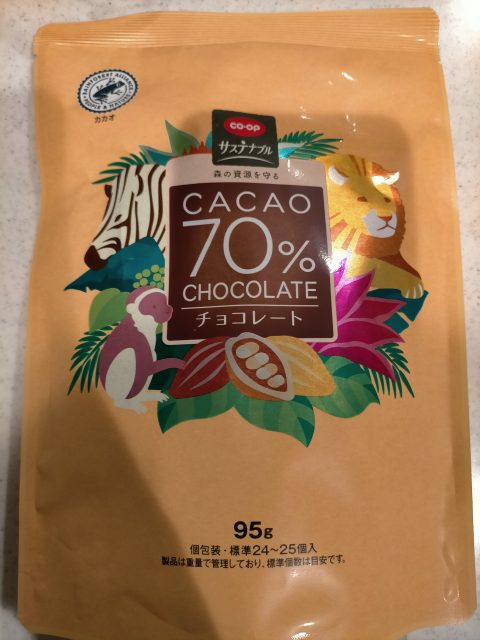 RAINFOREST ALLIANCE
PEOPLE & NATURE
カカオ
co·op
サステナブル
森の資源を守る
CACAO
70%
CHOCOLATE
チョコレート
95g
個包装・標準24〜25個入
製品は重量で管理しており、標準個数は目安です。